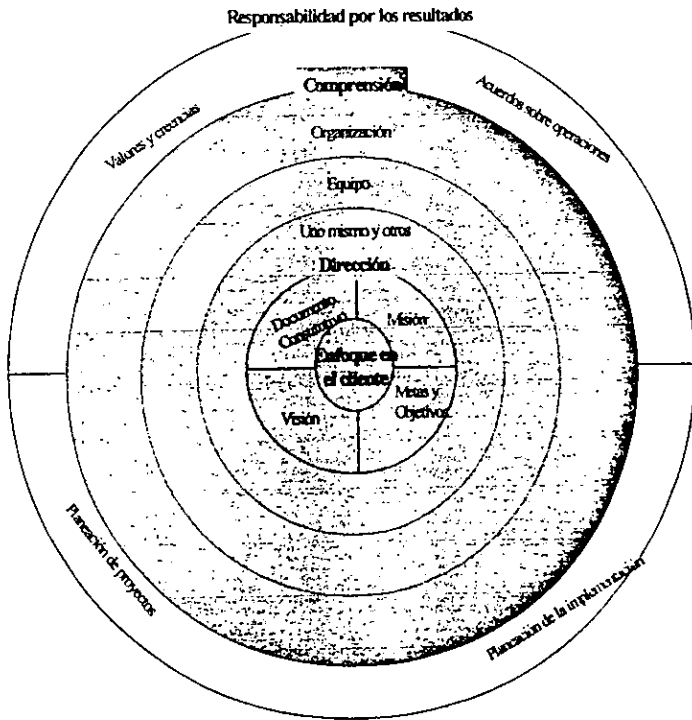 Responsabilidad por los resultados
Comprensión
Valores y creencias
Acuerdos sobre operaciones
Organización
Equipo
Uno mismo y otros
Dirección
Documento
Constitutivo
Misión
Enfoque en
el cliente
Visión
Metas y
Objetivos
Planeación de proyectos
Planeación de la implementación